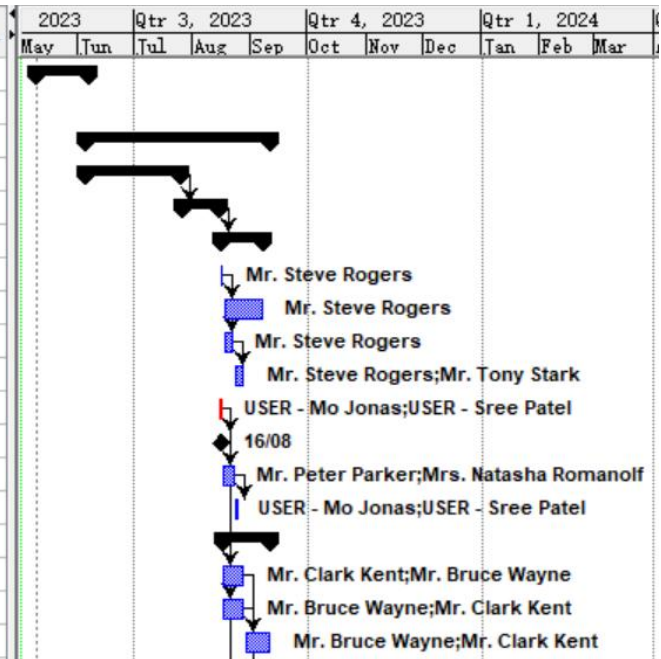 2023 Qtr 3, 2023 Qtr 4, 2023 Qtr 1, 2024
May Jun Jul Aug Sep Oct Nov Dec Jan Feb Mar
Mr. Steve Rogers
Mr. Steve Rogers
Mr. Steve Rogers
Mr. Steve Rogers;Mr. Tony Stark
USER - Mo Jonas;USER - Sree Patel
16/08
Mr. Peter Parker;Mrs. Natasha Romanolf
USER - Mo Jonas;USER - Sree Patel
Mr. Clark Kent;Mr. Bruce Wayne
Mr. Bruce Wayne;Mr. Clark Kent
Mr. Bruce Wayne;Mr. Clark Kent